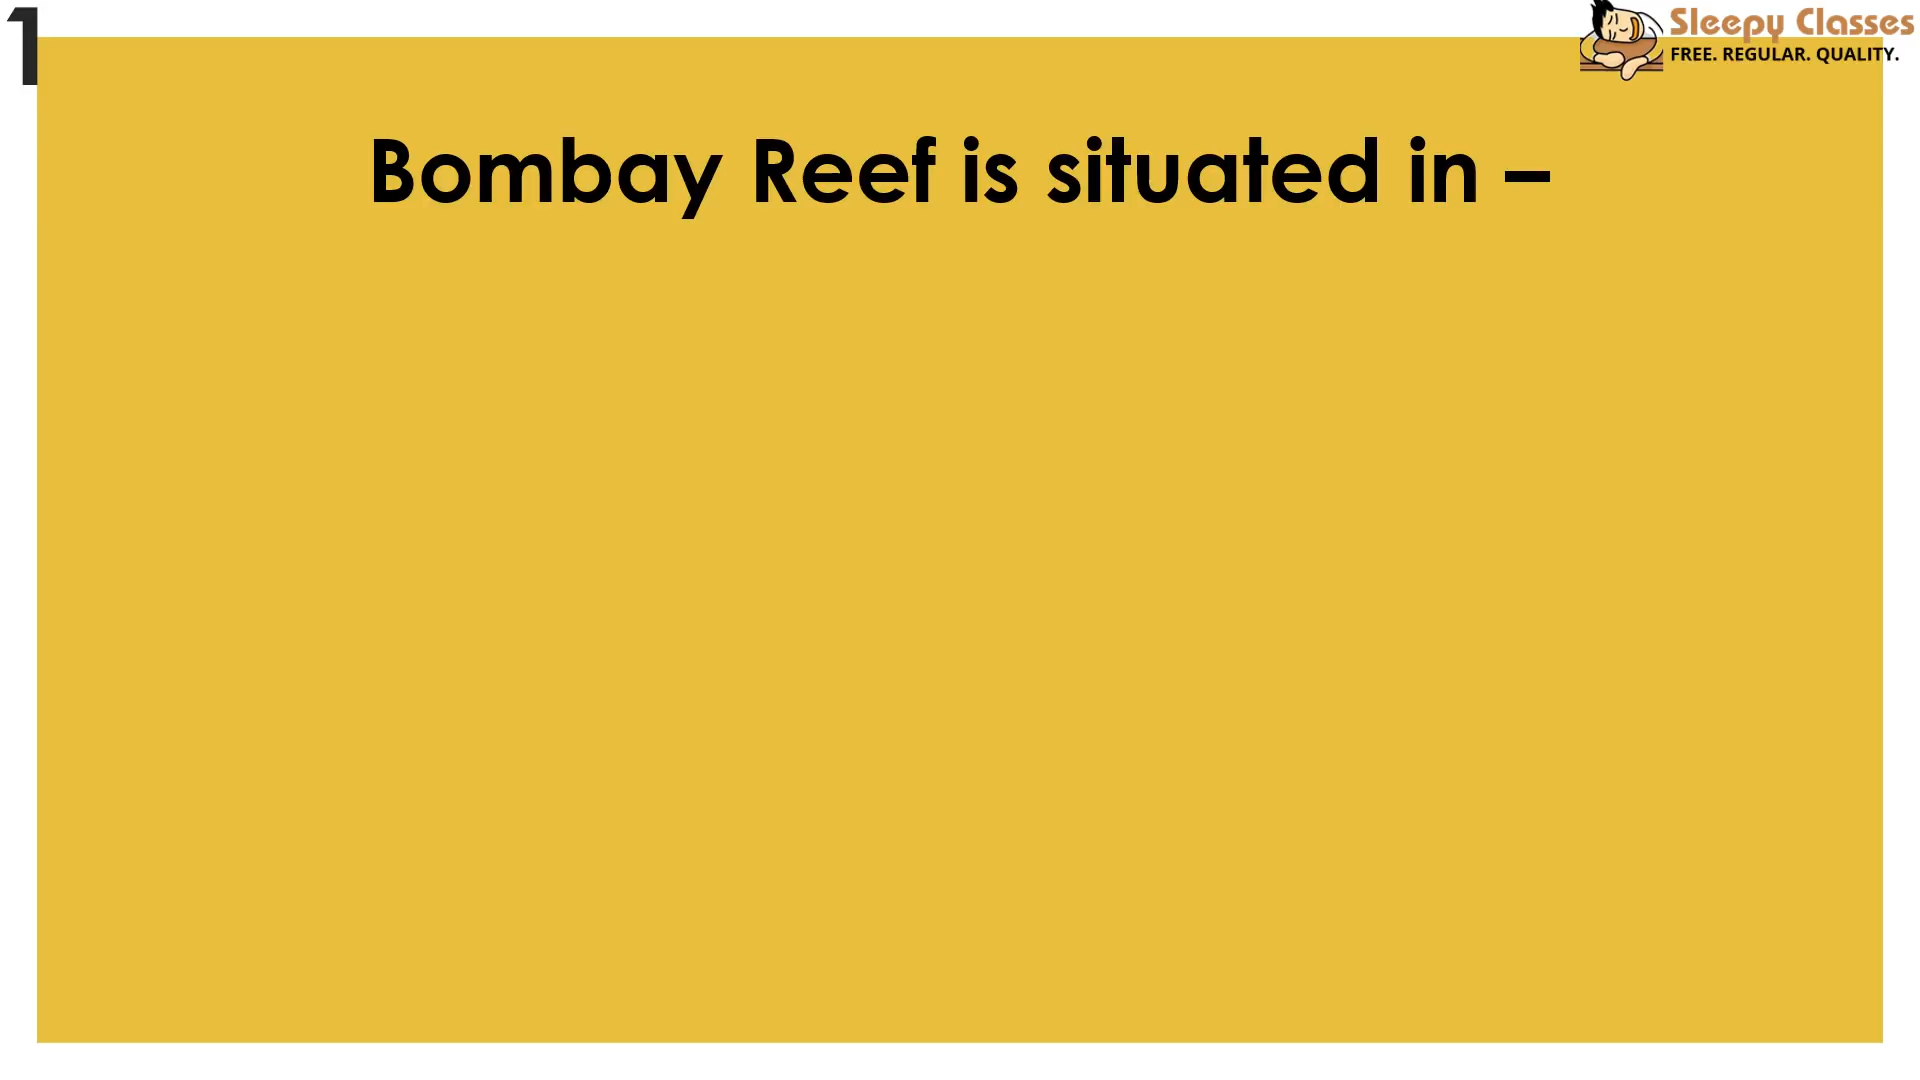 1
Sleepy Classes
FREE. REGULAR. QUALITY.
Bombay Reef is situated in –